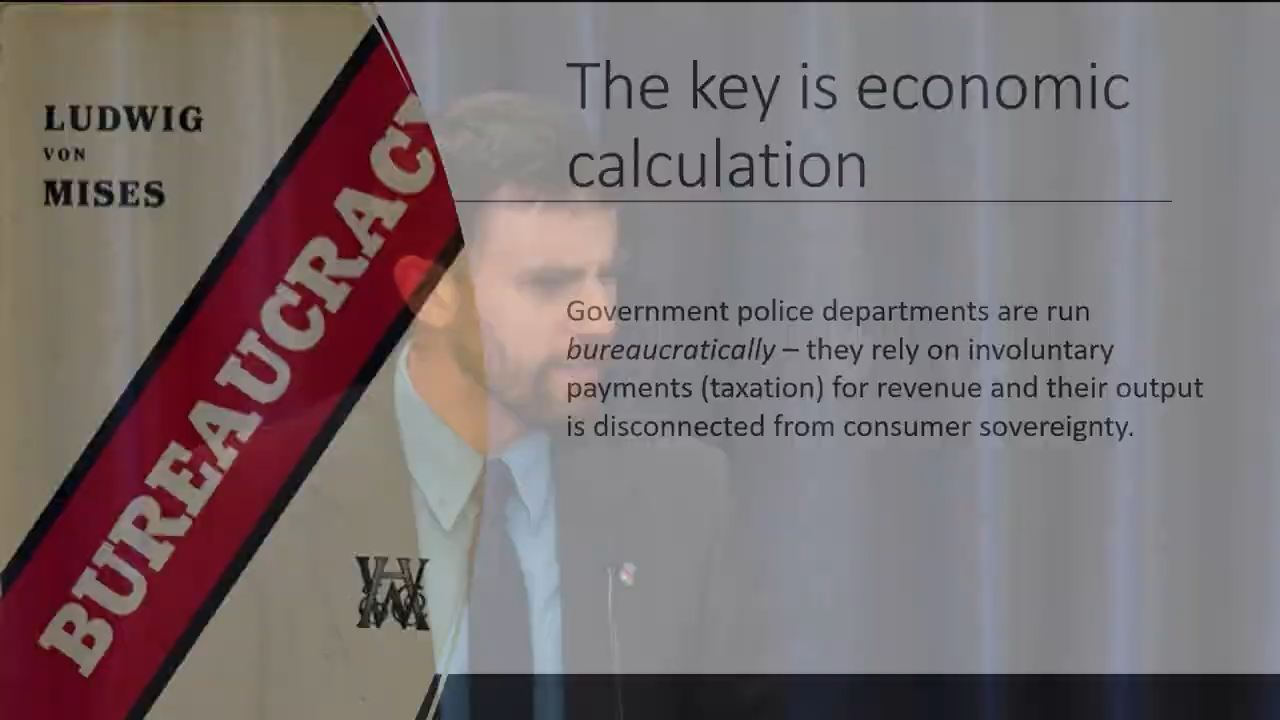 LUDWIG
VON
MISES
BUREAUCRACY
The key is economic
calculation
Government police departments are run
bureaucratically – they rely on involuntary
payments (taxation) for revenue and their output
is disconnected from consumer sovereignty.